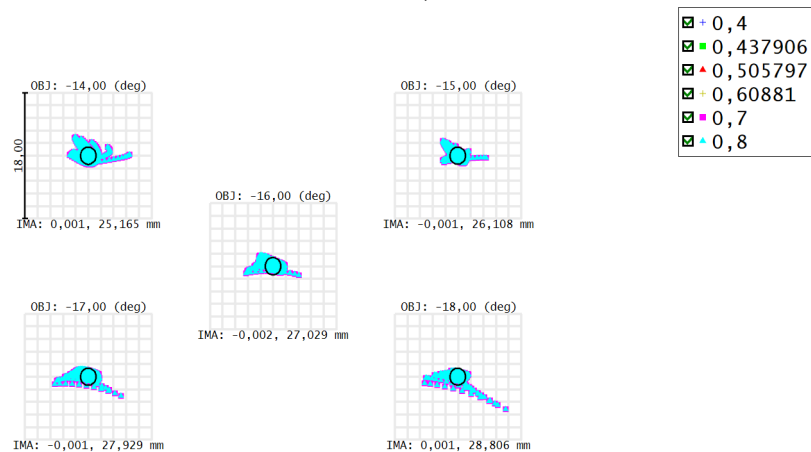 + 0,4
0,437906
0,505797
+ 0,60881
0,7
0,8
OBJ: -14,00 (deg)
18,00
IMA: 0,001, 25,165 mm
OBJ: -15,00 (deg)
IMA: -0,001, 26,108 mm
OBJ: -16,00 (deg)
IMA: -0,002, 27,029 mm
OBJ: -17,00 (deg)
IMA: -0,001, 27,929 mm
OBJ: -18,00 (deg)
IMA: 0,001, 28,806 mm